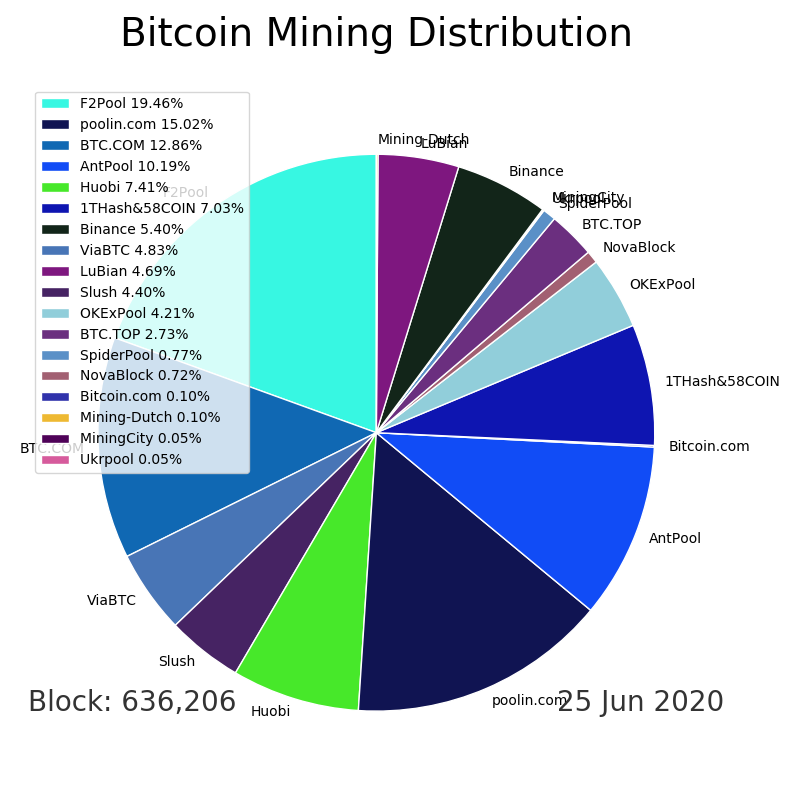 Bitcoin Mining Distribution
F2Pool 19.46%
poolin.com 15.02%
BTC.COM 12.86%
AntPool 10.19%
Huobi 7.41%
1THash&58COIN 7.03%
Binance 5.40%
ViaBTC 4.83%
LuBian 4.69%
Slush 4.40%
OKExPool 4.21%
BTC.TOP 2.73%
SpiderPool 0.77%
NovaBlock 0.72%
Bitcoin.com 0.10%
Mining-Dutch 0.10%
MiningCity 0.05%
Ukrpool 0.05%
Mining-Dutch
LuBian
Binance
MiningCity
Ukrpool
SpiderPool
BTC.TOP
NovaBlock
OKExPool
1THash&58COIN
Bitcoin.com
AntPool
poolin.com
Huobi
Slush
ViaBTC
BTC.COM
F2Pool
Block: 636,206
25 Jun 2020